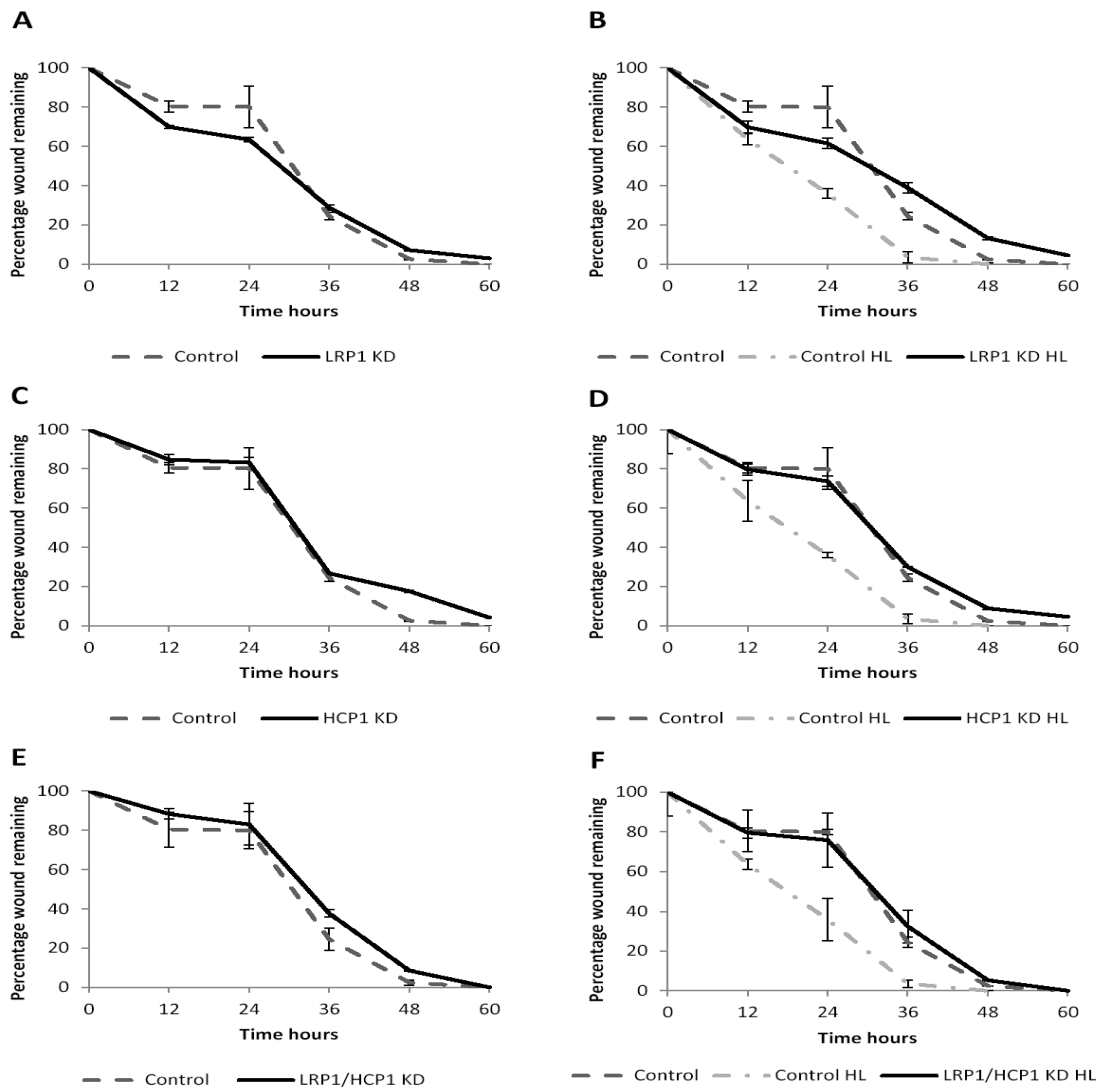 A
Percentage wound remaining
100
80
60
40
20
0
0 12 24 36 48 60
Time hours
Control LRP1 KD
B
Percentage wound remaining
100
80
60
40
20
0
0 12 24 36 48 60
Time hours
Control Control HL LRP1 KD HL
C
Percentage wound remaining
100
80
60
40
20
0
0 12 24 36 48 60
Time hours
Control HCP1 KD
D
Percentage wound remaining
100
80
60
40
20
0
0 12 24 36 48 60
Time hours
Control Control HL HCP1 KD HL
E
Percentage wound remaining
100
80
60
40
20
0
0 12 24 36 48 60
Time hours
Control LRP1/HCP1 KD
F
Percentage wound remaining
100
80
60
40
20
0
0 12 24 36 48 60
Time hours
Control Control HL LRP1/HCP1 KD HL